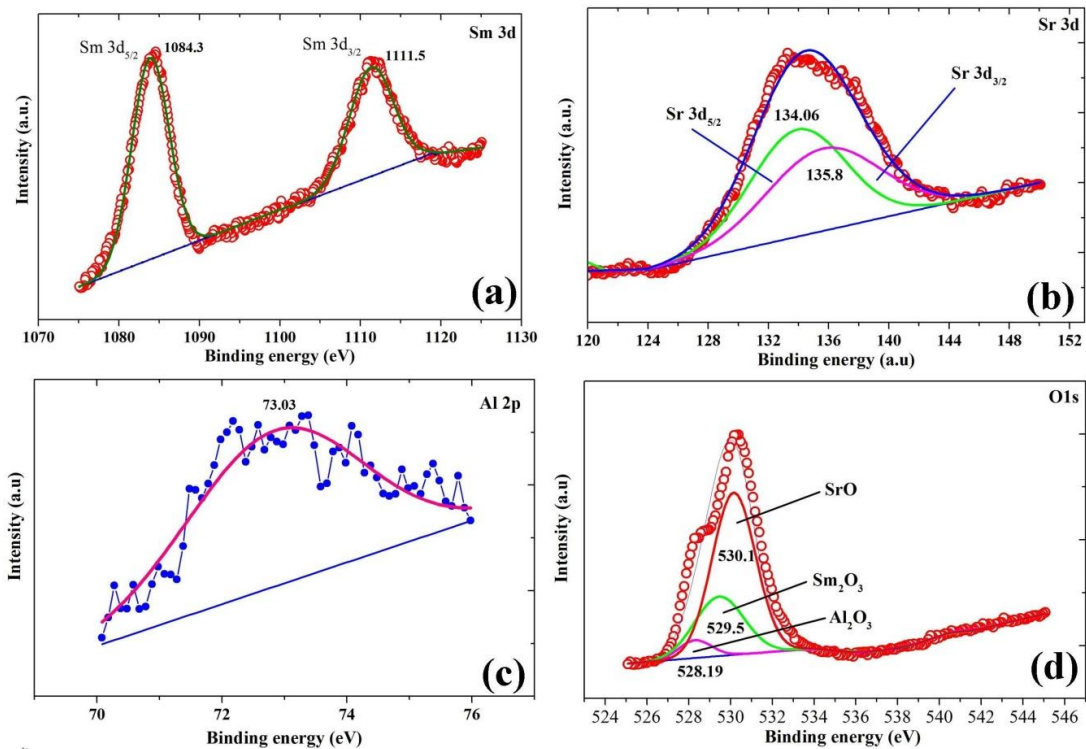 Sm 3d
Sm 3d5/2
1084.3
Sm 3d3/2
1111.5
Intensity (a.u.)
(a)
1070 1080 1090 1100 1110 1120 1130
Binding energy (eV)
Sr 3d
Sr 3d3/2
Sr 3d5/2
134.06
135.8
Intensity (a.u.)
(b)
120 124 128 132 136 140 144 148 152
Binding energy (a.u)
Al 2p
73.03
Intensity (a.u)
(c)
70 72 74 76
Binding energy (eV)
O1s
SrO
530.1
Sm2O3
529.5
Al2O3
528.19
Intensity (a.u)
(d)
524 526 528 530 532 534 536 538 540 542 544 546
Binding energy (eV)